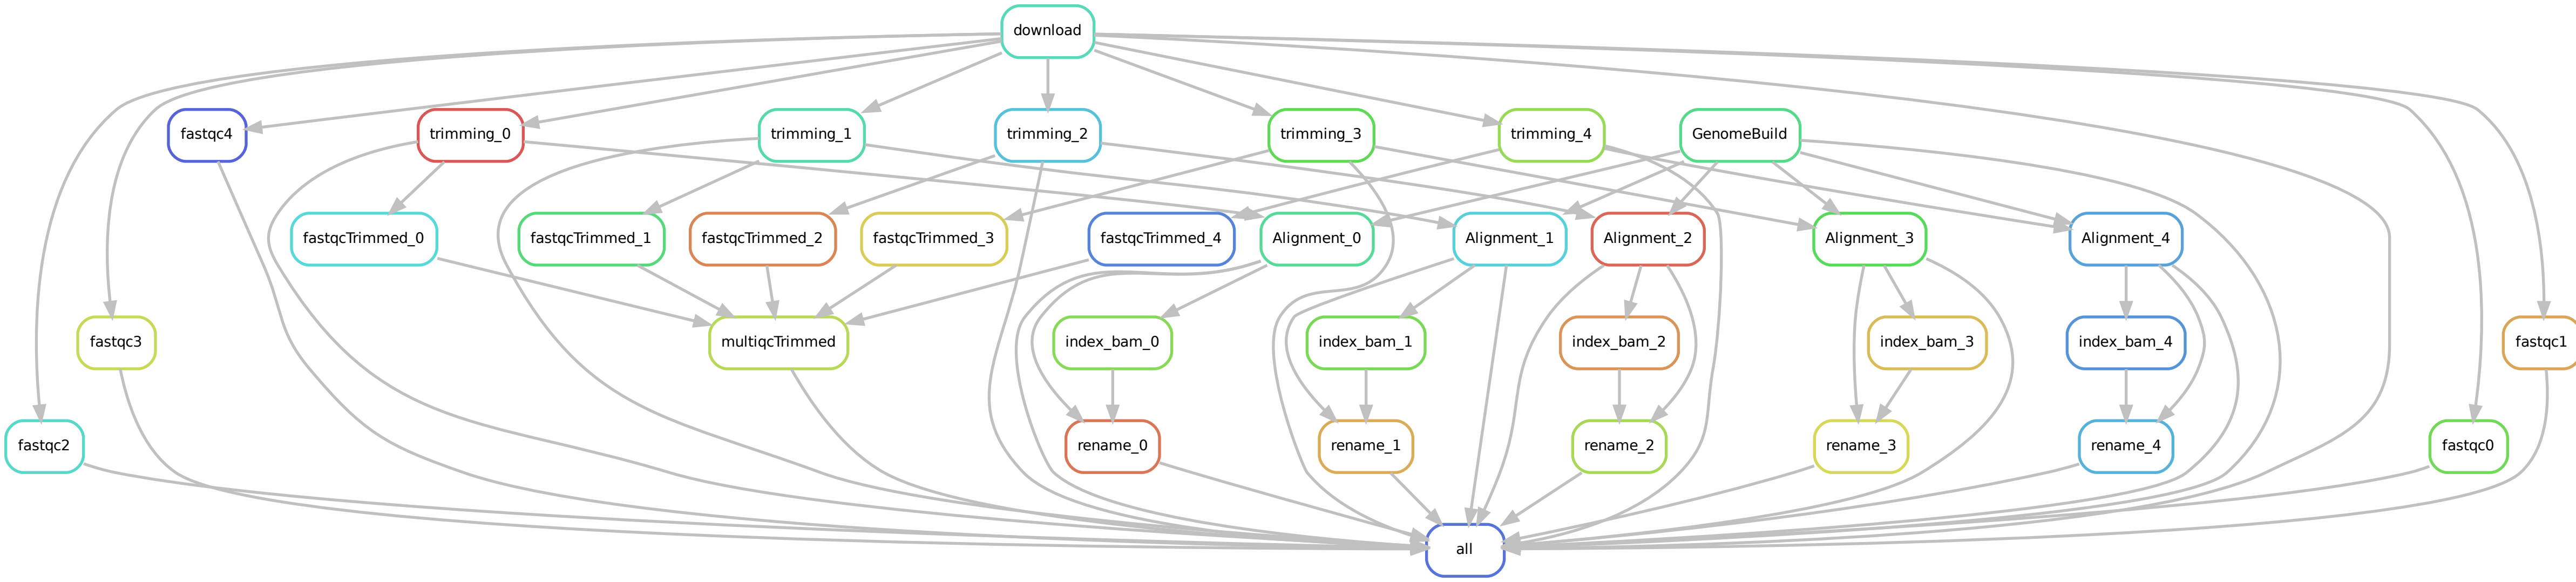 download
fastqc4
trimming_0
trimming_1
trimming_2
trimming_3
trimming_4
GenomeBuild
fastqcTrimmed_0
fastqcTrimmed_1
fastqcTrimmed_2
fastqcTrimmed_3
fastqcTrimmed_4
Alignment_0
Alignment_1
Alignment_2
Alignment_3
Alignment_4
fastqc3
multiqcTrimmed
index_bam_0
index_bam_1
index_bam_2
index_bam_3
index_bam_4
fastqc1
fastqc2
rename_0
rename_1
rename_2
rename_3
rename_4
fastqc0
all